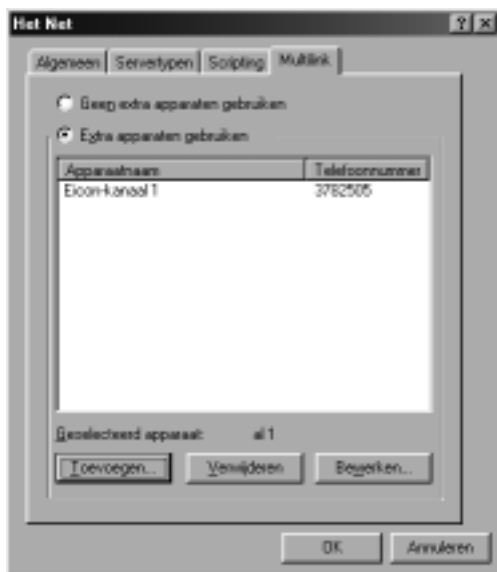 Het Net
Algemeen Servertypen Scripting Multilink
Geen extra apparaten gebruiken
Extra apparaten gebruiken
Apparaatnaam Telefoonnummer
Eicon-kanaal 1 3782505
Geselecteerd apparaat: al 1
Toevoegen... Verwijderen Bewerken...
OK Annuleren